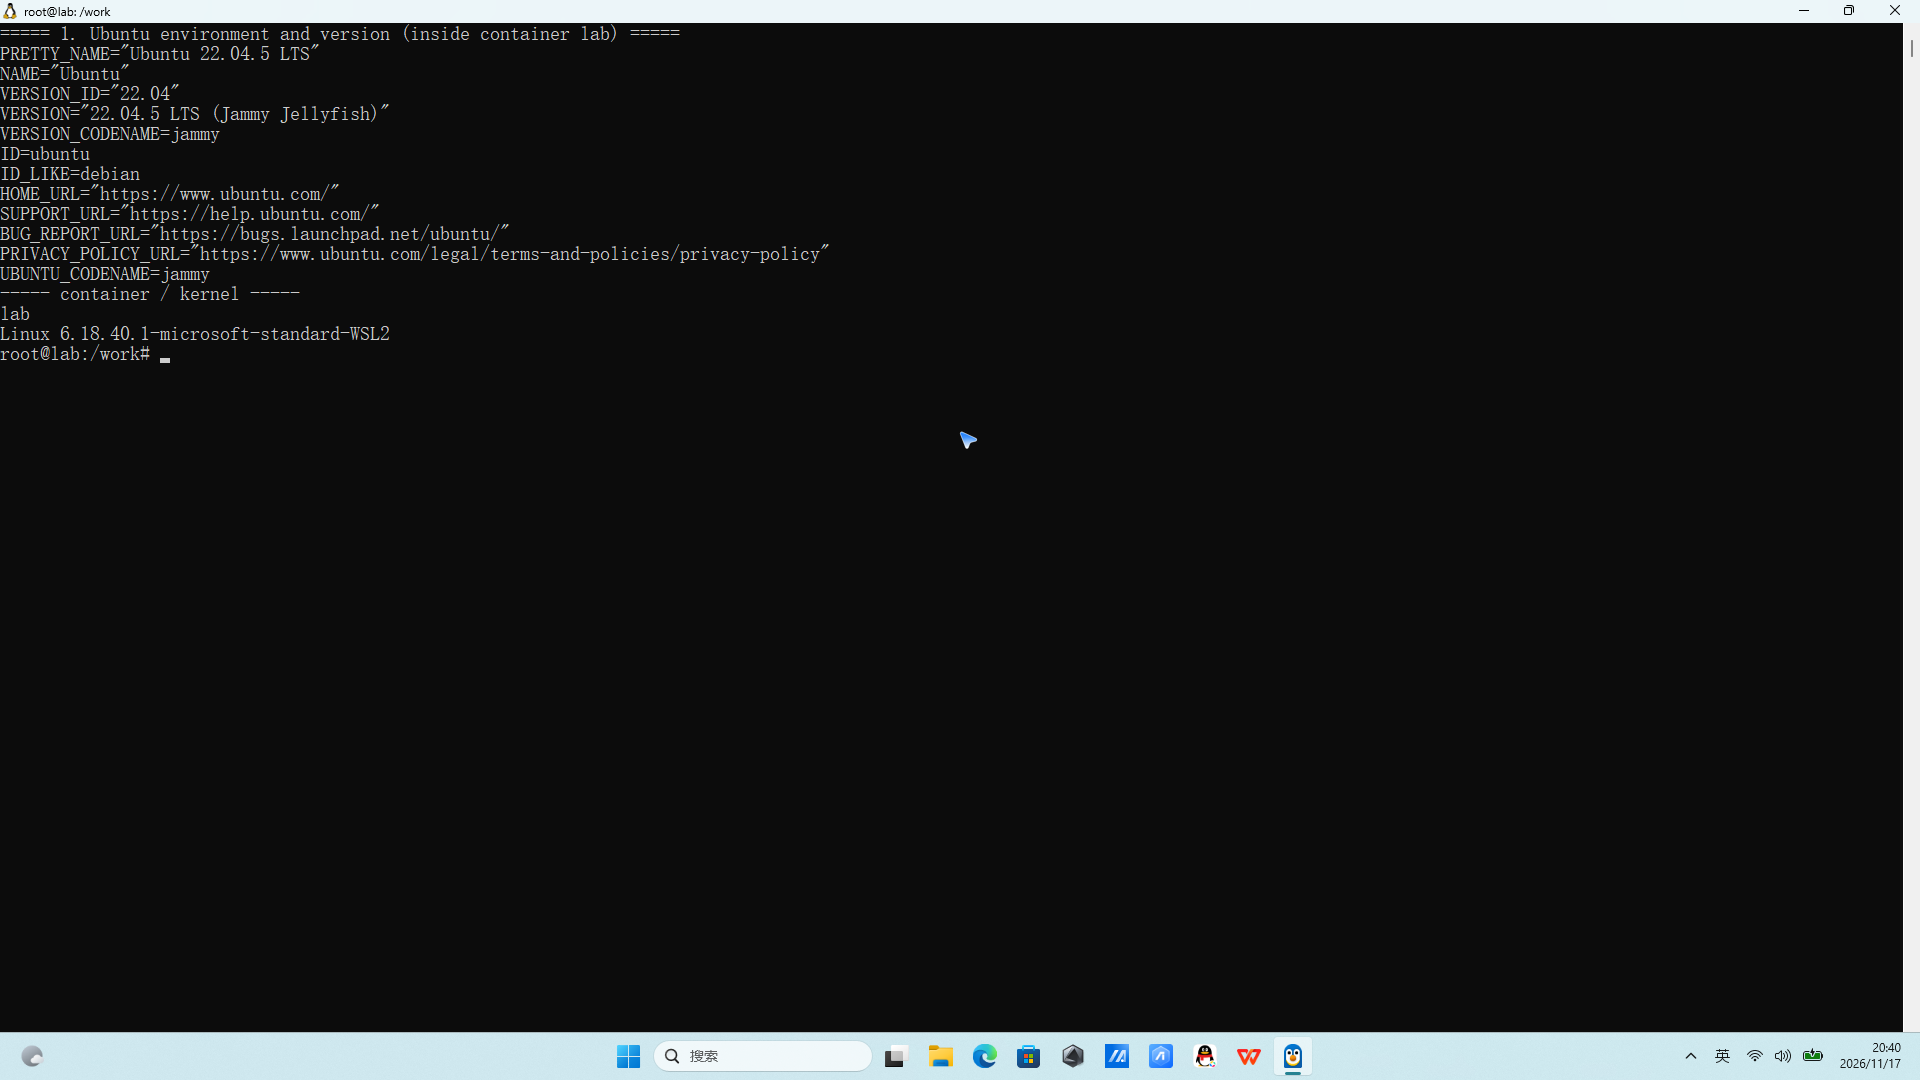 root@lab: /work
===== 1. Ubuntu environment and version (inside container lab) =====
PRETTY_NAME="Ubuntu 22.04.5 LTS"
NAME="Ubuntu"
VERSION_ID="22.04"
VERSION="22.04.5 LTS (Jammy Jellyfish)"
VERSION_CODENAME=jammy
ID=ubuntu
ID_LIKE=debian
HOME_URL="https://www.ubuntu.com/"
SUPPORT_URL="https://help.ubuntu.com/"
BUG_REPORT_URL="https://bugs.launchpad.net/ubuntu/"
PRIVACY_POLICY_URL="https://www.ubuntu.com/legal/terms-and-policies/privacy-policy"
UBUNTU_CODENAME=jammy
----- container / kernel -----
lab
Linux 6.18.40.1-microsoft-standard-WSL2
root@lab:/work#
搜索
英
20:40
2026/11/17